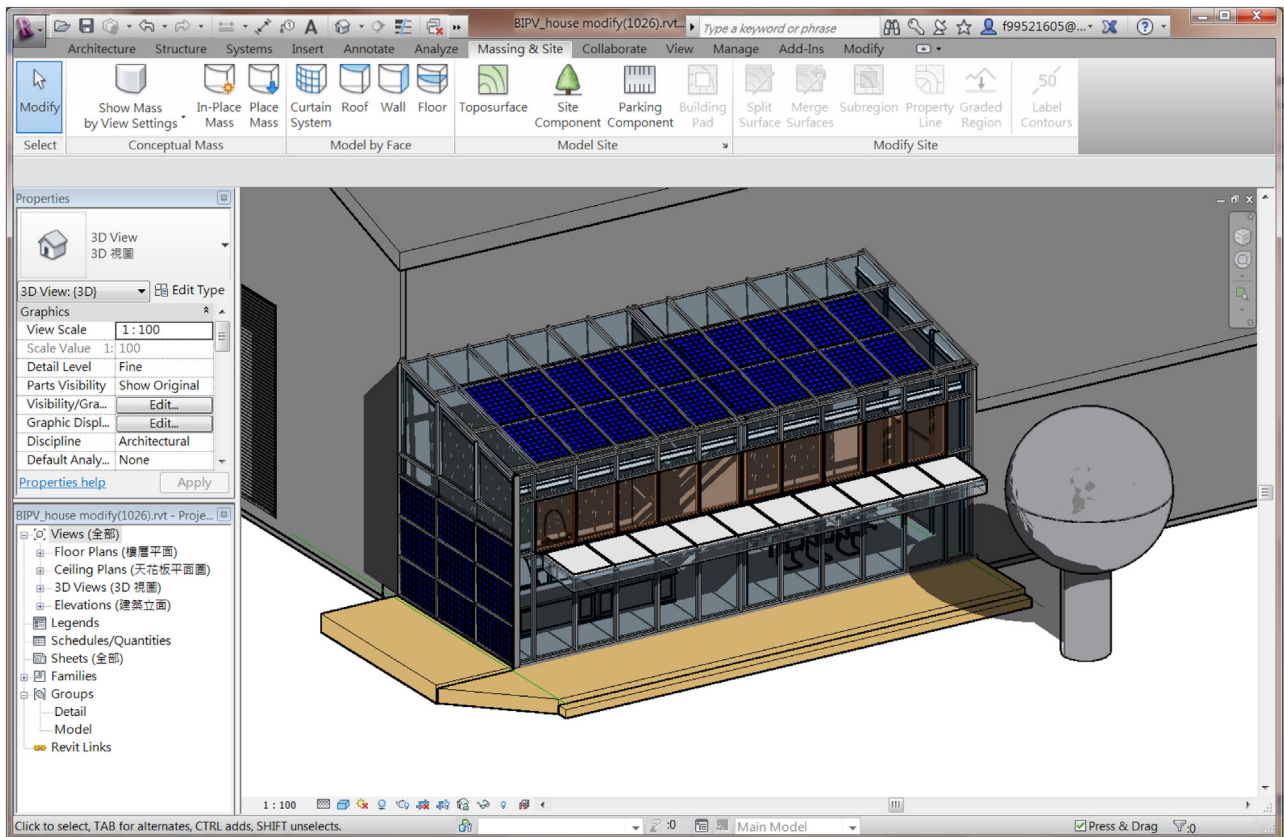 BIPV_house modify(1026).rvt...
Type a keyword or phrase
f99521605@...
Architecture Structure Systems Insert Annotate Analyze Massing & Site Collaborate View Manage Add-Ins Modify
Modify
Show Mass
by View Settings
In-Place
Mass
Place
Mass
Curtain
System
Roof
Wall
Floor
Toposurface
Site
Component
Parking
Component
Building
Pad
Split
Surface
Merge
Surfaces
Subregion
Property
Line
Graded
Region
50
Label
Contours
Select
Conceptual Mass
Model by Face
Model Site
Modify Site
Properties
3D View
3D 視圖
3D View: {3D}
Edit Type
Graphics
View Scale 1 : 100
Scale Value 1: 100
Detail Level Fine
Parts Visibility Show Original
Visibility/Gra... Edit...
Graphic Displ... Edit...
Discipline Architectural
Default Analy... None
Properties help
Apply
BIPV_house modify(1026).rvt - Proje...
Views (全部)
Floor Plans (樓層平面)
Ceiling Plans (天花板平面圖)
3D Views (3D 視圖)
Elevations (建築立面)
Legends
Schedules/Quantities
Sheets (全部)
Families
Groups
Detail
Model
Revit Links
1 : 100
Click to select, TAB for alternates, CTRL adds, SHIFT unselects.
:0
Main Model
Press & Drag
:0